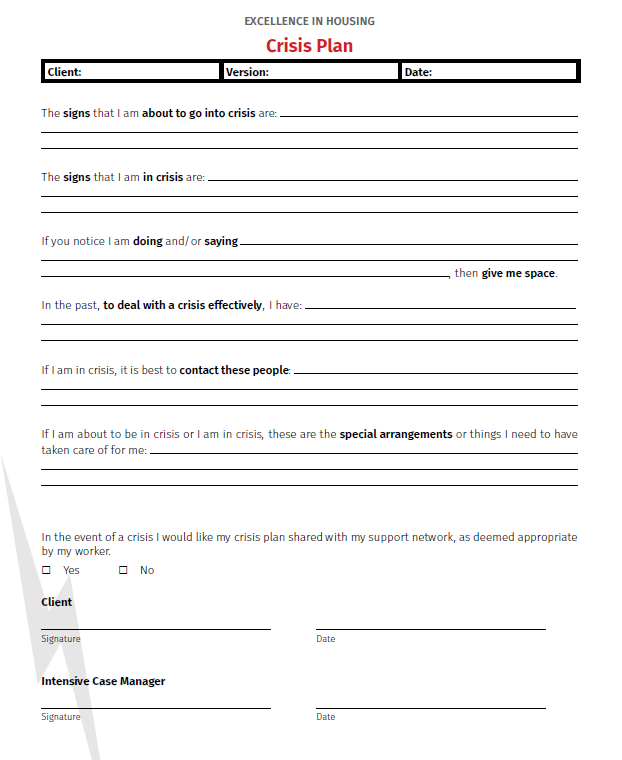 EXCELLENCE IN HOUSING
Crisis Plan
Client: Version: Date:
The signs that I am about to go into crisis are:
The signs that I am in crisis are:
If you notice I am doing and/or saying
, then give me space.
In the past, to deal with a crisis effectively, I have:
If I am in crisis, it is best to contact these people:
If I am about to be in crisis or I am in crisis, these are the special arrangements or things I need to have
taken care of for me:
In the event of a crisis I would like my crisis plan shared with my support network, as deemed appropriate
by my worker.
☐ Yes ☐ No
Client
Signature Date
Intensive Case Manager
Signature Date